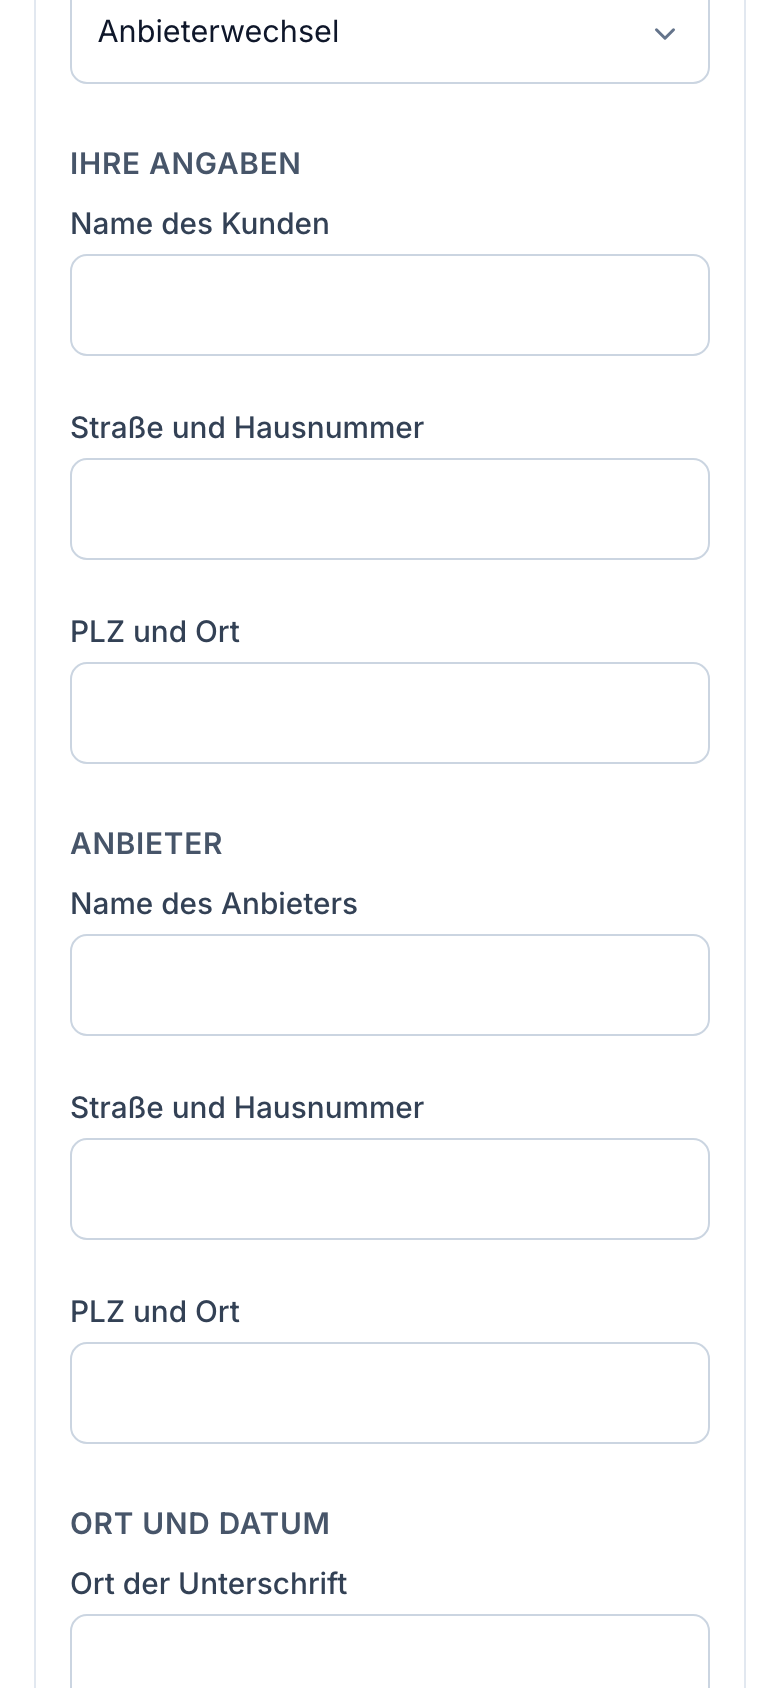 Anbieterwechsel
IHRE ANGABEN
Name des Kunden
Straße und Hausnummer
PLZ und Ort
ANBIETER
Name des Anbieters
Straße und Hausnummer
PLZ und Ort
ORT UND DATUM
Ort der Unterschrift